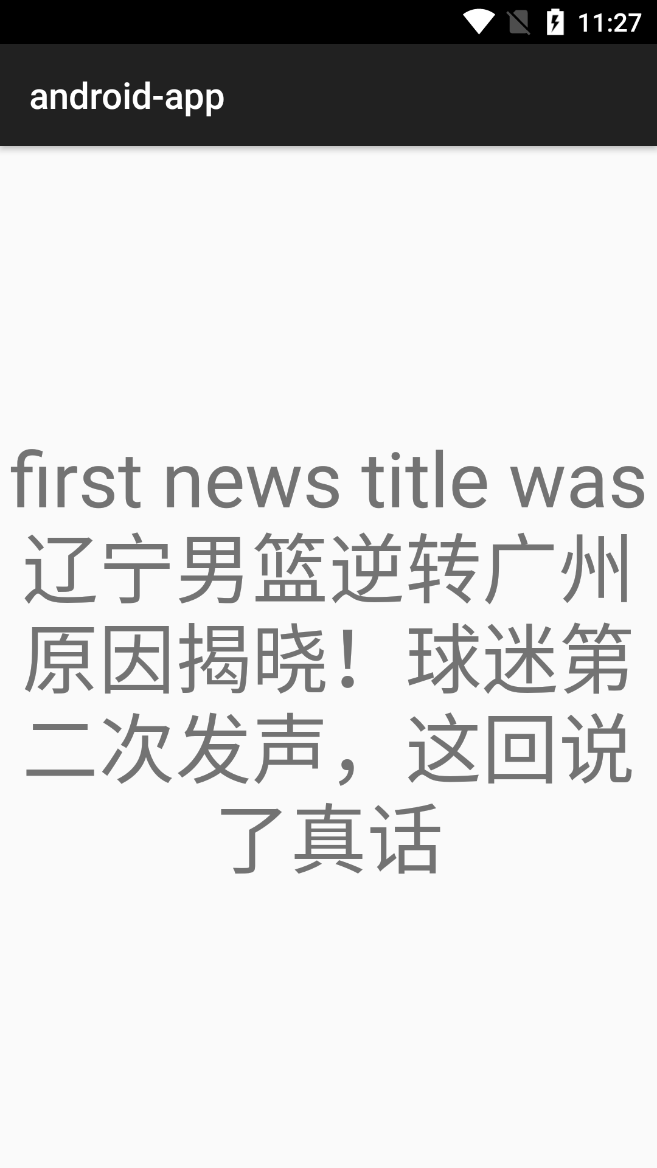 11:27
android-app
first news title was
辽宁男篮逆转广州
原因揭晓！球迷第
二次发声，这回说
了真话